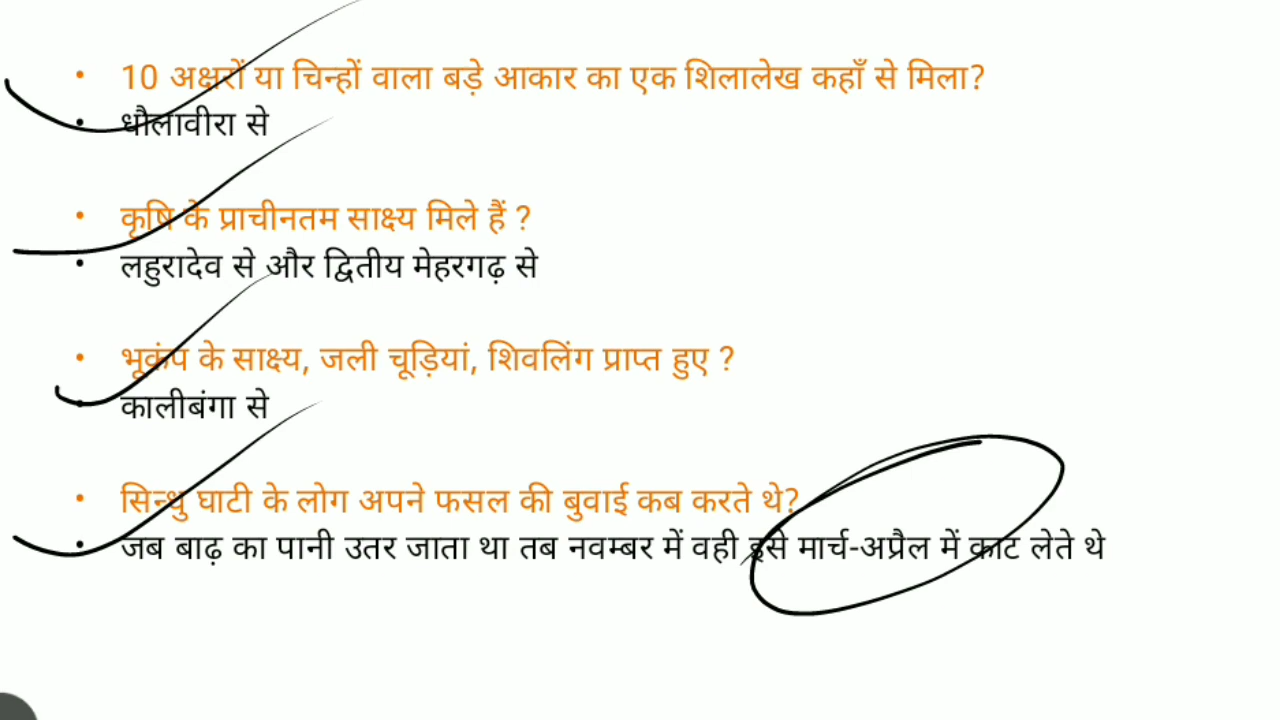 • 10 अक्षरों या चिन्हों वाला बड़े आकार का एक शिलालेख कहाँ से मिला?
• धौलावीरा से
• कृषि के प्राचीनतम साक्ष्य मिले हैं ?
• लहुरादेव से और द्वितीय मेहरगढ़ से
• भूकंप के साक्ष्य, जली चूड़ियां, शिवलिंग प्राप्त हुए ?
• कालीबंगा से
• सिन्धु घाटी के लोग अपने फसल की बुवाई कब करते थे?
• जब बाढ़ का पानी उतर जाता था तब नवम्बर में वही इसे मार्च-अप्रैल में काट लेते थे